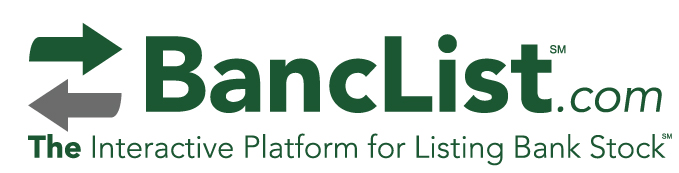 BancList℠.com
The Interactive Platform for Listing Bank Stock℠